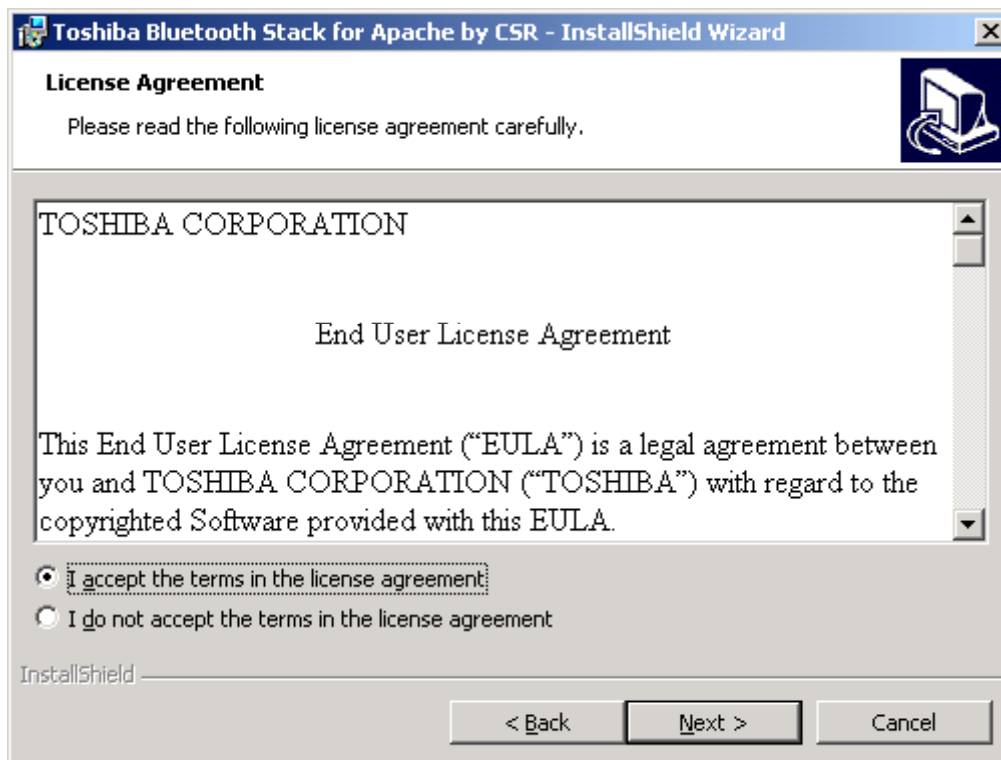 Toshiba Bluetooth Stack for Apache by CSR - InstallShield Wizard
License Agreement
Please read the following license agreement carefully.
TOSHIBA CORPORATION
End User License Agreement
This End User License Agreement (“EULA”) is a legal agreement between
you and TOSHIBA CORPORATION (“TOSHIBA”) with regard to the
copyrighted Software provided with this EULA.
I accept the terms in the license agreement
I do not accept the terms in the license agreement
InstallShield
< Back Next > Cancel